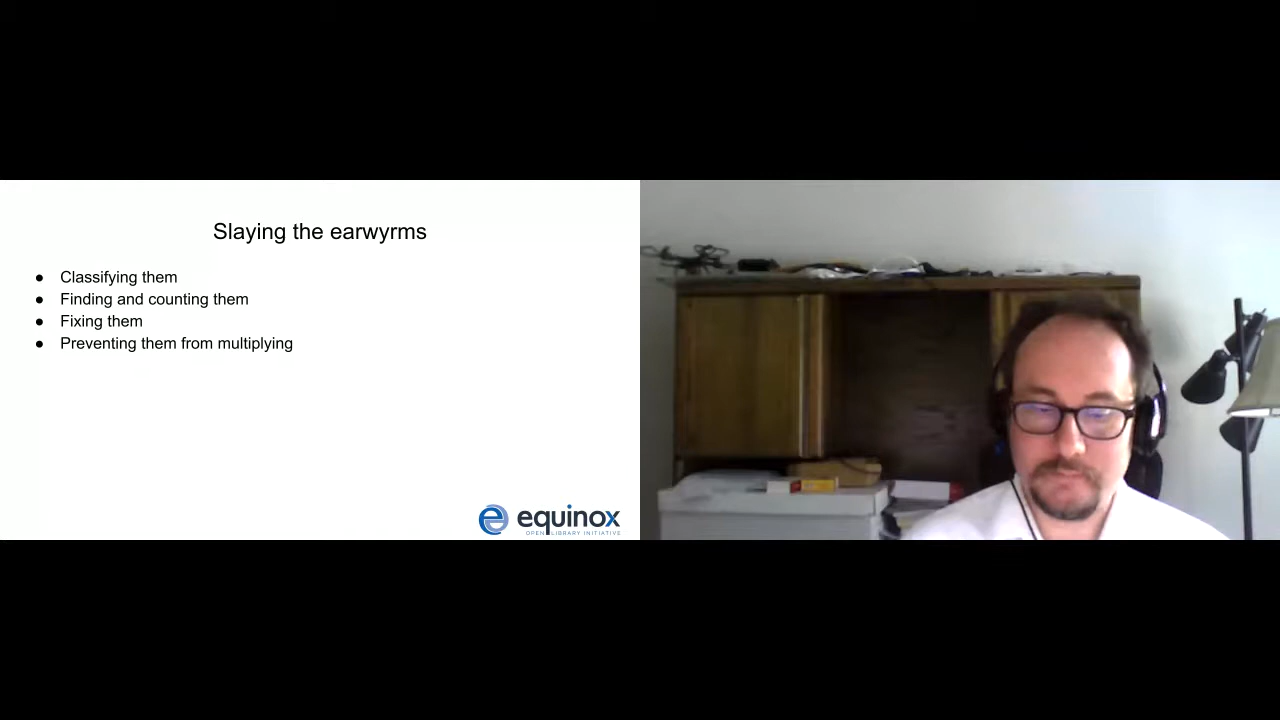 Slaying the earwyrms
● Classifying them
● Finding and counting them
● Fixing them
● Preventing them from multiplying
equinox
OPEN LIBRARY INITIATIVE